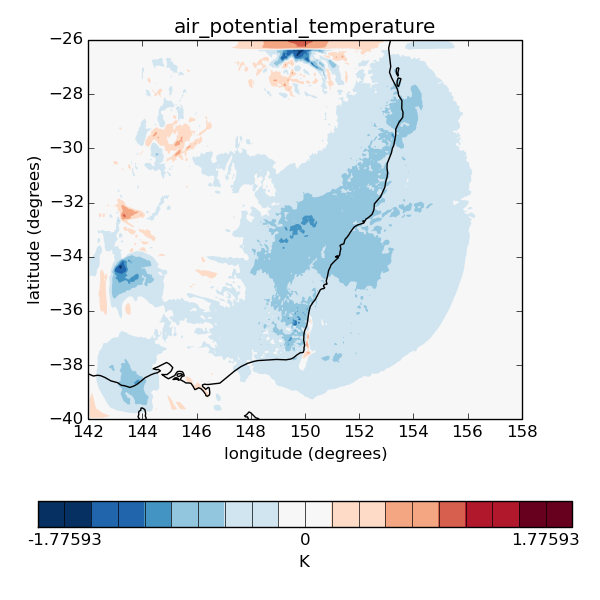 air_potential_temperature
−26
−28
−30
−32
−34
−36
−38
−40
latitude (degrees)
142 144 146 148 150 152 154 156 158
longitude (degrees)
-1.77593 0 1.77593
K